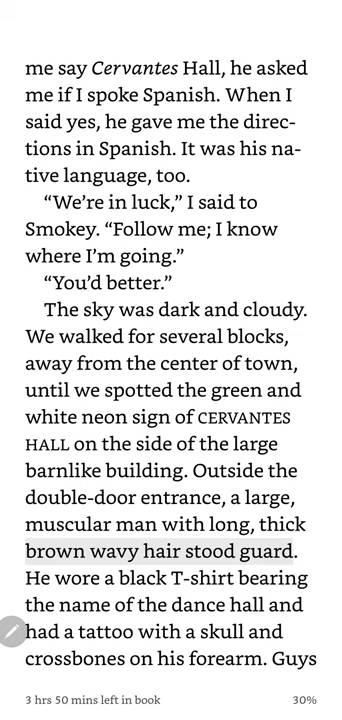 me say Cervantes Hall, he asked
me if I spoke Spanish. When I
said yes, he gave me the direc-
tions in Spanish. It was his na-
tive language, too.
“We’re in luck,” I said to
Smokey. “Follow me; I know
where I’m going.”
“You’d better.”
The sky was dark and cloudy.
We walked for several blocks,
away from the center of town,
until we spotted the green and
white neon sign of CERVANTES
HALL on the side of the large
barnlike building. Outside the
double-door entrance, a large,
muscular man with long, thick
brown wavy hair stood guard.
He wore a black T-shirt bearing
the name of the dance hall and
had a tattoo with a skull and
crossbones on his forearm. Guys
3 hrs 50 mins left in book 30%